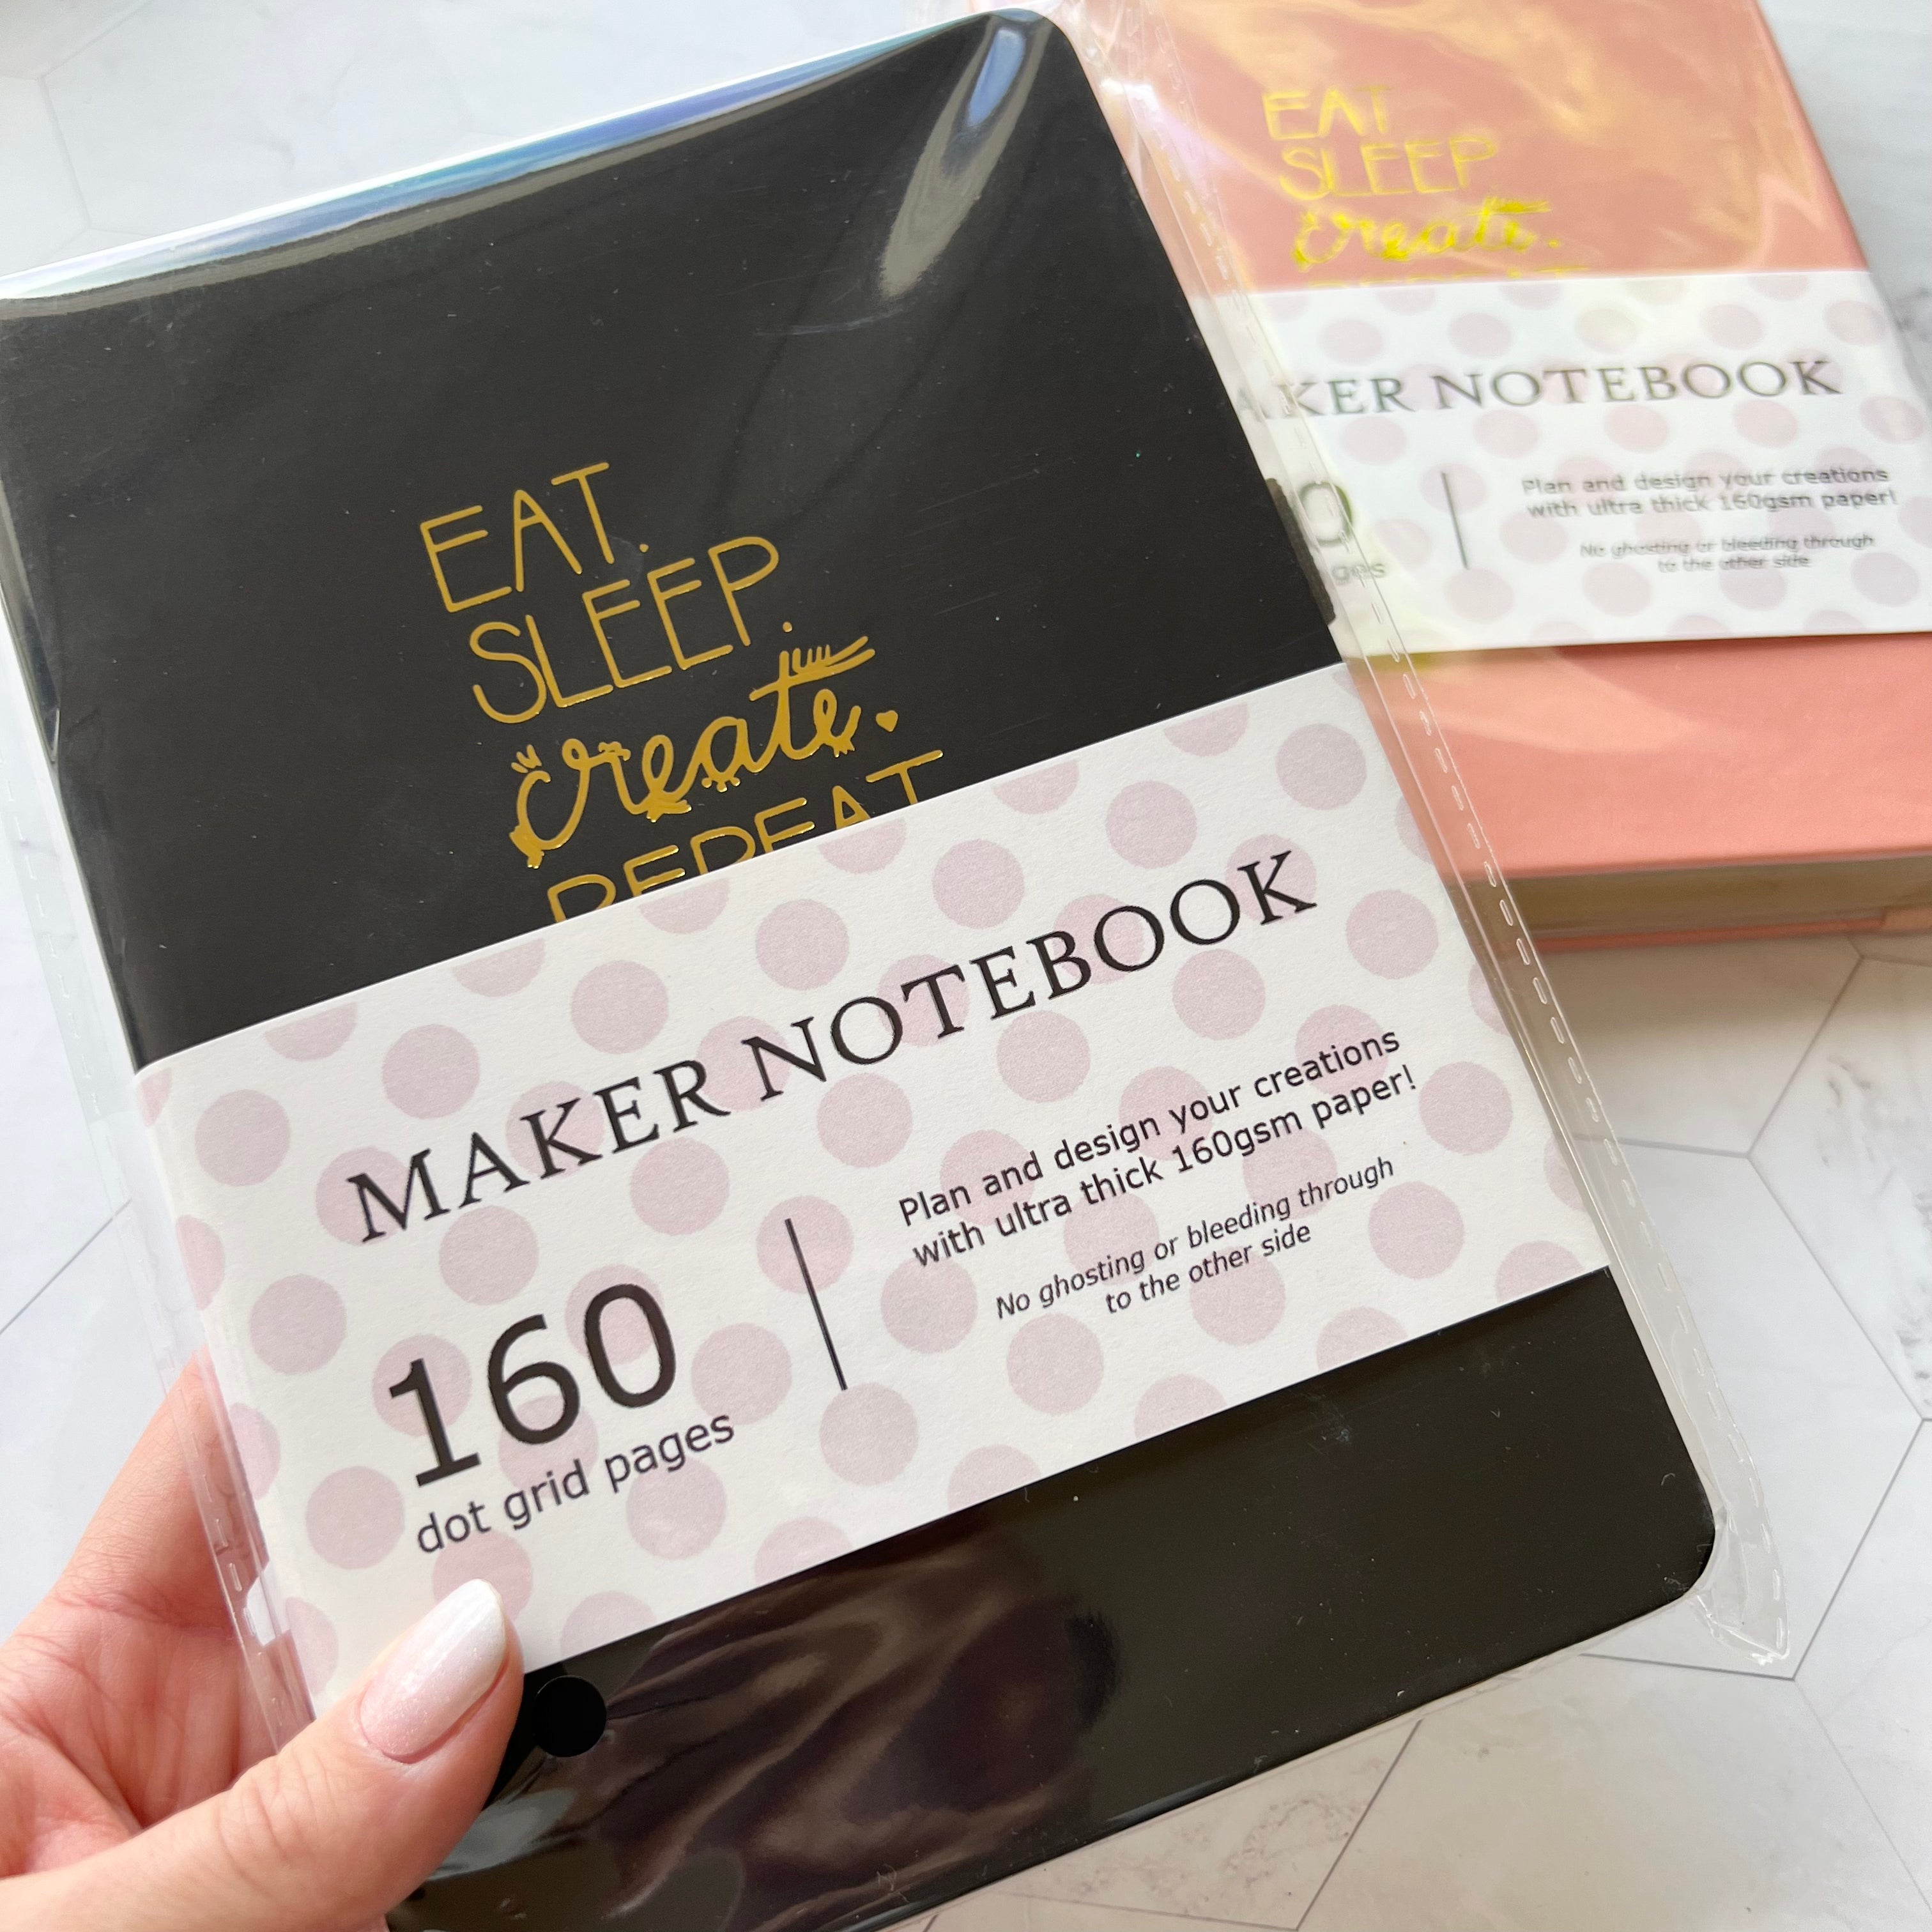 EAT.
SLEEP.
create.
REPEAT
MAKER NOTEBOOK
160
dot grid pages
Plan and design your creations
with ultra thick 160gsm paper!
No ghosting or bleeding through
to the other side
EAT
SLEEP
create.
KER NOTEBOOK
Plan and design your creations
with ultra thick 160gsm paper!
No ghosting or bleeding through
to the other side